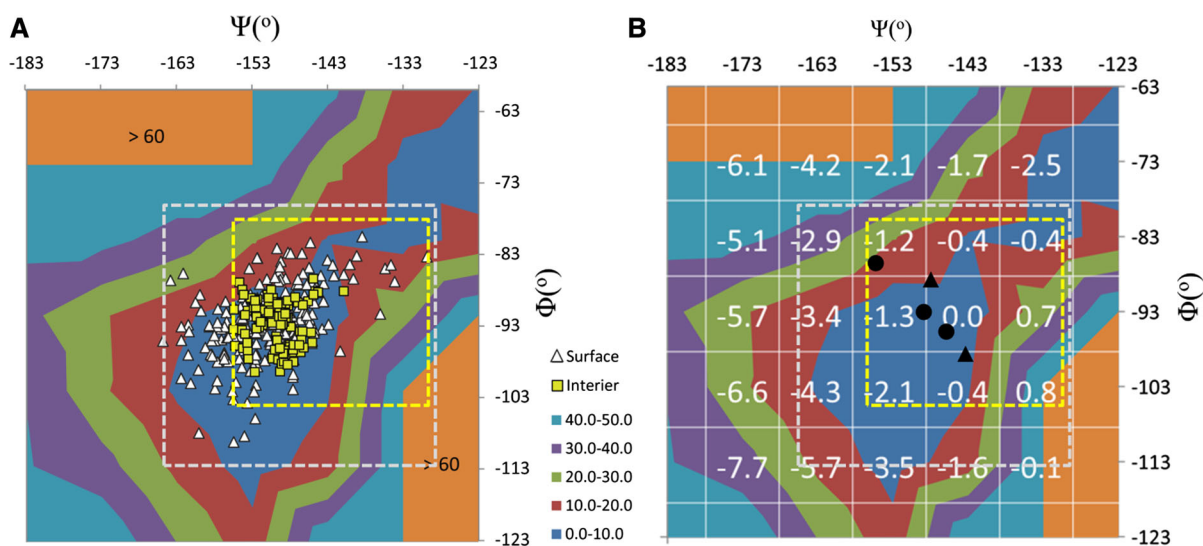 A
Ψ(º)
-183 -173 -163 -153 -143 -133 -123
> 60
-63
-73
-83
-93
-103
-113
-123
Φ(º)
> 60
Surface
Interier
40.0-50.0
30.0-40.0
20.0-30.0
10.0-20.0
0.0-10.0
B
Ψ(º)
-183 -173 -163 -153 -143 -133 -123
-63
-73
-83
-93
-103
-113
-123
Φ(º)
-6.1 -4.2 -2.1 -1.7 -2.5
-5.1 -2.9 -1.2 -0.4 -0.4
-5.7 -3.4 -1.3 0.0 0.7
-6.6 -4.3 -2.1 -0.4 0.8
-7.7 -5.7 -3.5 -1.6 -0.1